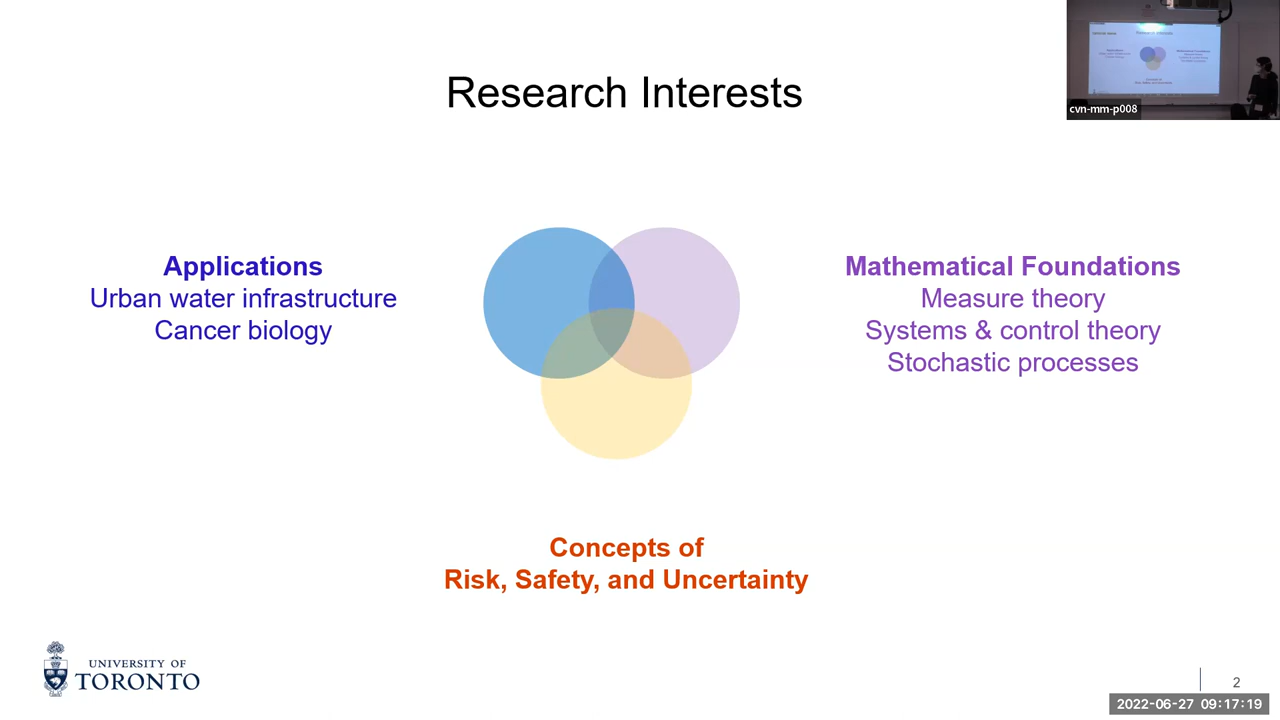 Research Interests
cvn-mm-p008
Applications
Urban water infrastructure
Cancer biology
Mathematical Foundations
Measure theory
Systems & control theory
Stochastic processes
Concepts of
Risk, Safety, and Uncertainty
UNIVERSITY OF
TORONTO
2
2022-06-27 09:17:19